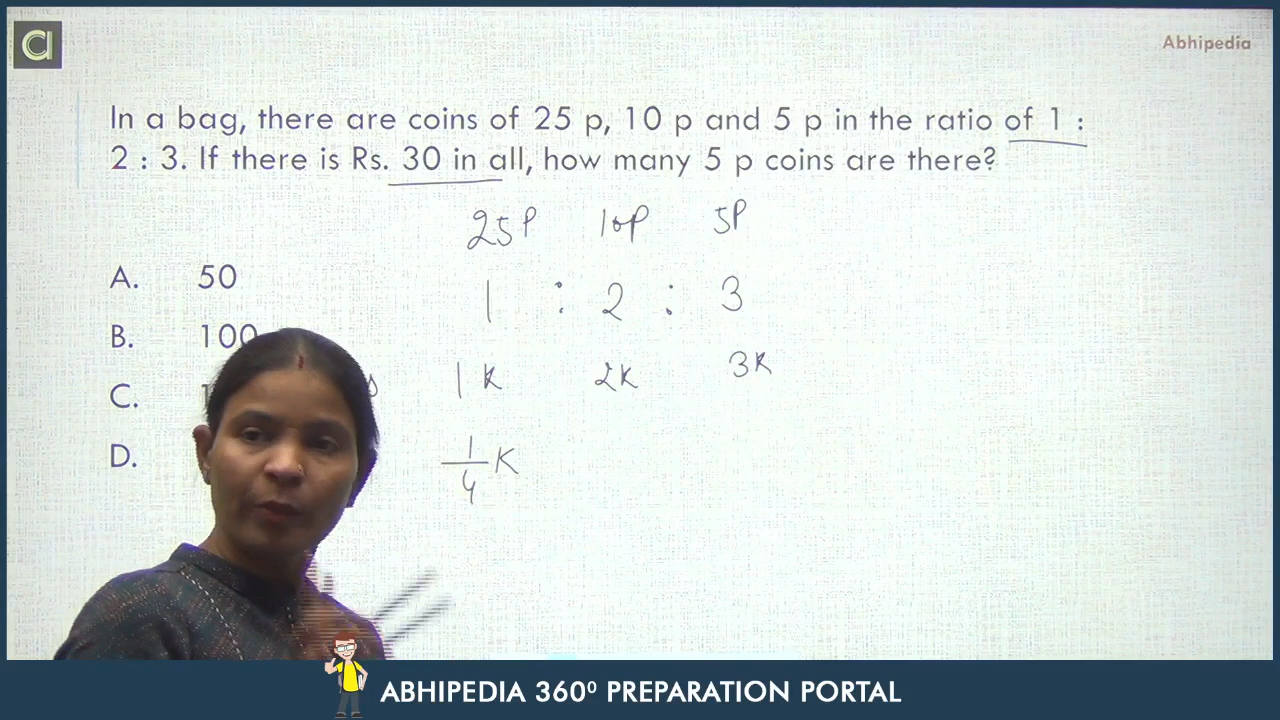 Abhipedia
In a bag, there are coins of 25 p, 10 p and 5 p in the ratio of 1 :
2 : 3. If there is Rs. 30 in all, how many 5 p coins are there?
25P 10P 5P
A. 50
1 : 2 : 3
B. 100
1K 2K 3K
C.
D.
1/4 K
ABHIPEDIA 360⁰ PREPARATION PORTAL